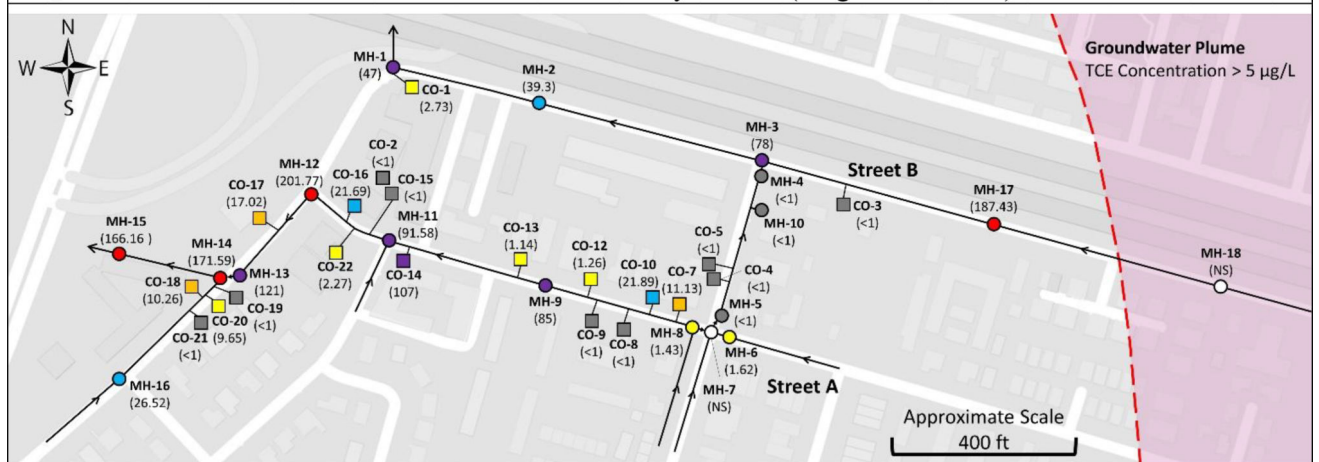 N
W E
S
Groundwater Plume
TCE Concentration > 5 µg/L
MH-1
(47)
CO-1
(2.73)
MH-2
(39.3)
MH-3
(78)
Street B
MH-4
(<1)
MH-10
(<1)
CO-3
(<1)
MH-17
(187.43)
MH-18
(NS)
CO-2
(<1)
CO-15
(<1)
CO-16
(21.69)
MH-12
(201.77)
CO-17
(17.02)
MH-11
(91.58)
CO-14
(107)
CO-22
(2.27)
MH-15
(166.16 )
MH-14
(171.59)
MH-13
(121)
CO-18
(10.26)
CO-19
(<1)
CO-20
(9.65)
CO-21
(<1)
MH-16
(26.52)
CO-13
(1.14)
CO-12
(1.26)
CO-10
(21.89)
CO-7
(11.13)
CO-5
(<1)
CO-4
(<1)
MH-9
(85)
CO-9
(<1)
CO-8
(<1)
MH-8
(1.43)
MH-5
(<1)
MH-6
(1.62)
MH-7
(NS)
Street A
Approximate Scale
400 ft